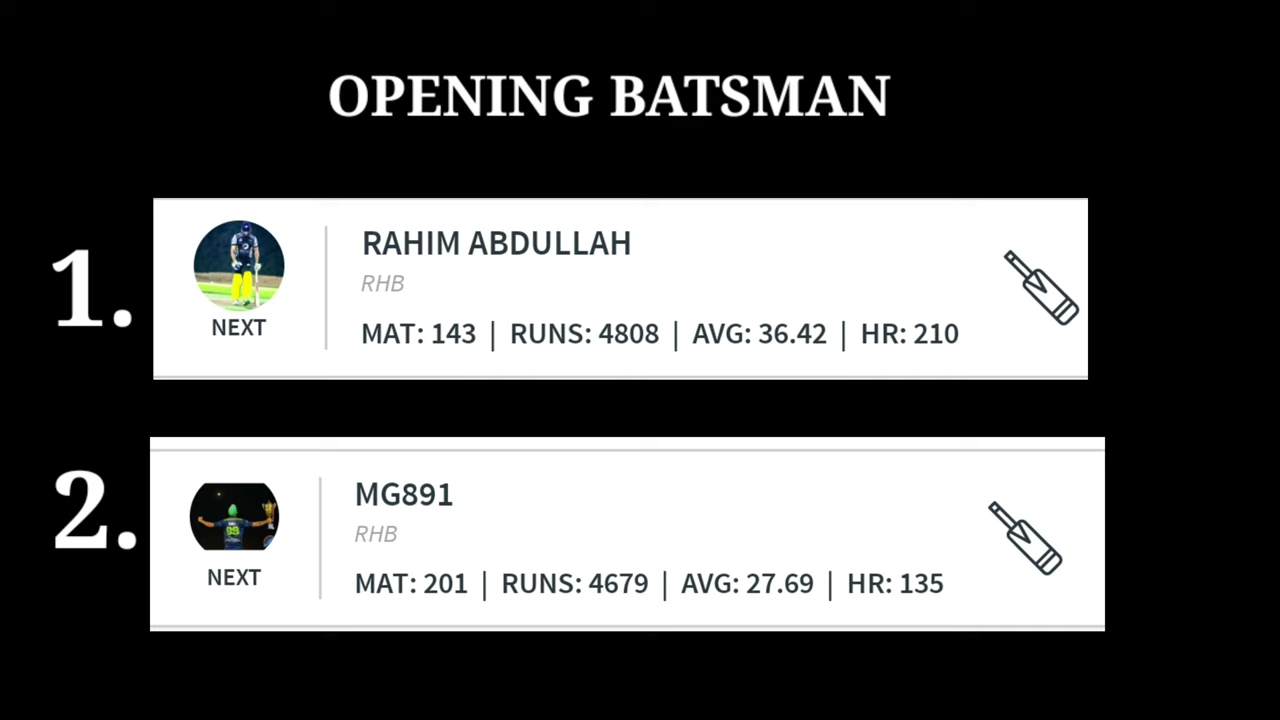 OPENING BATSMAN
1.
RAHIM ABDULLAH
RHB
NEXT
MAT: 143 | RUNS: 4808 | AVG: 36.42 | HR: 210
2.
MG891
RHB
NEXT
MAT: 201 | RUNS: 4679 | AVG: 27.69 | HR: 135